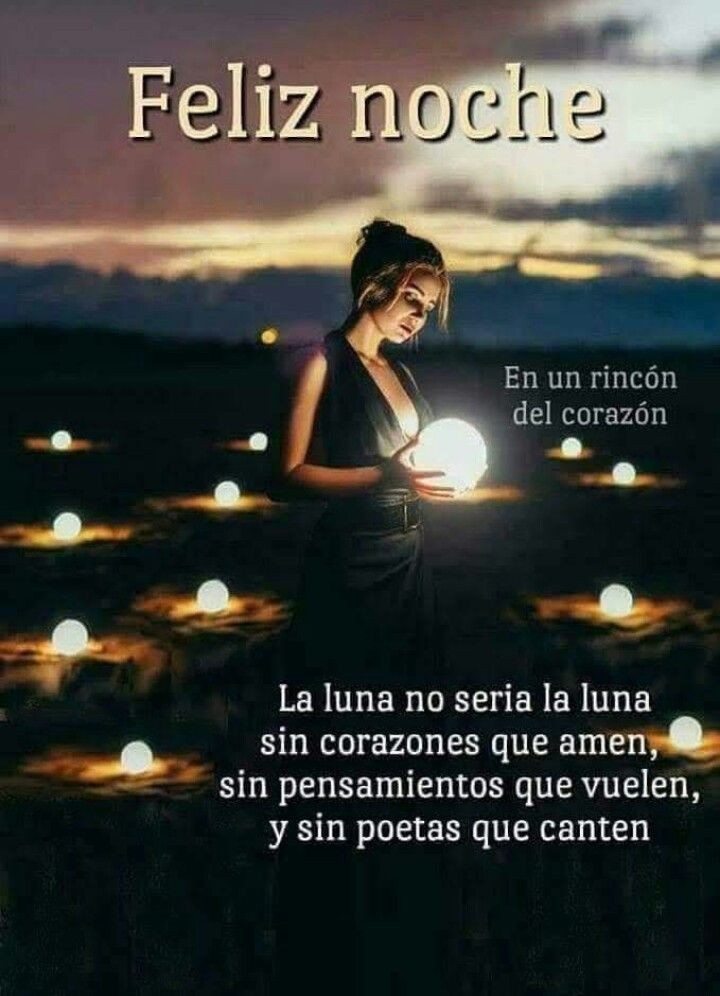 Feliz noche
En un rincón
del corazón
La luna no seria la luna
sin corazones que amen,
sin pensamientos que vuelen,
y sin poetas que canten